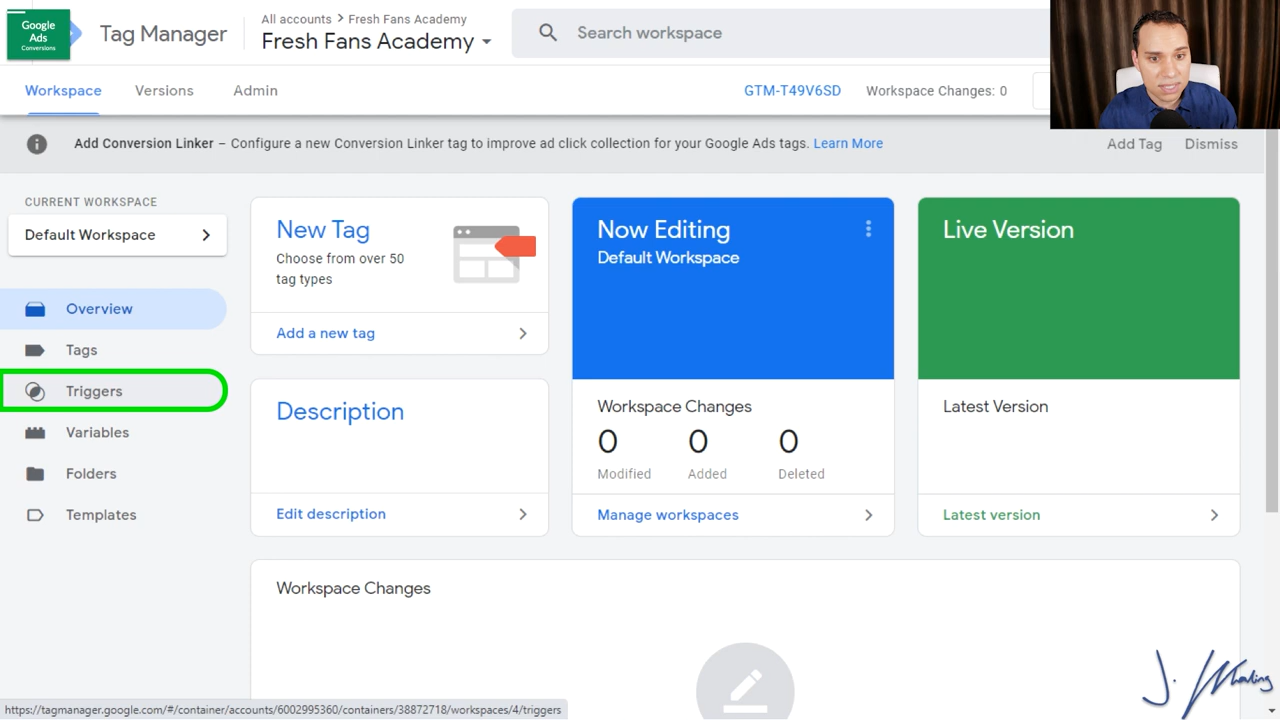 Google
Ads
Conversions
Tag Manager
All accounts > Fresh Fans Academy
Fresh Fans Academy
Search workspace
Workspace
Versions
Admin
GTM-T49V6SD
Workspace Changes: 0
Add Conversion Linker – Configure a new Conversion Linker tag to improve ad click collection for your Google Ads tags. Learn More
Add Tag
Dismiss
CURRENT WORKSPACE
Default Workspace
Overview
Tags
Triggers
Variables
Folders
Templates
New Tag
Choose from over 50
tag types
Add a new tag
Description
Edit description
Now Editing
Default Workspace
Workspace Changes
0 0 0
Modified Added Deleted
Manage workspaces
Live Version
Latest Version
Latest version
Workspace Changes
https://tagmanager.google.com/#/container/accounts/6002995360/containers/38872718/workspaces/4/triggers